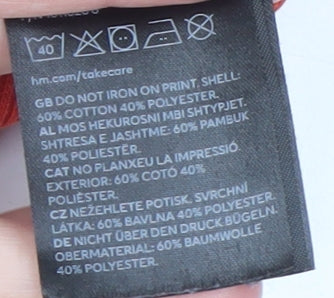 40
hm.com/takecare
GB DO NOT IRON ON PRINT. SHELL:
60% COTTON 40% POLYESTER.
AL MOS HEKUROSNI MBI SHTYPJET.
SHTRESA E JASHTME: 60% PAMBUK
40% POLIESTËR.
CAT NO PLANXEU LA IMPRESSIÓ.
EXTERIOR: 60% COTÓ 40%
POLIÈSTER.
CZ NEŽEHLETE POTISK. SVRCHNÍ
LÁTKA: 60% BAVLNA 40% POLYESTER.
DE NICHT ÜBER DEN DRUCK BÜGELN.
OBERMATERIAL: 60% BAUMWOLLE
40% POLYESTER.